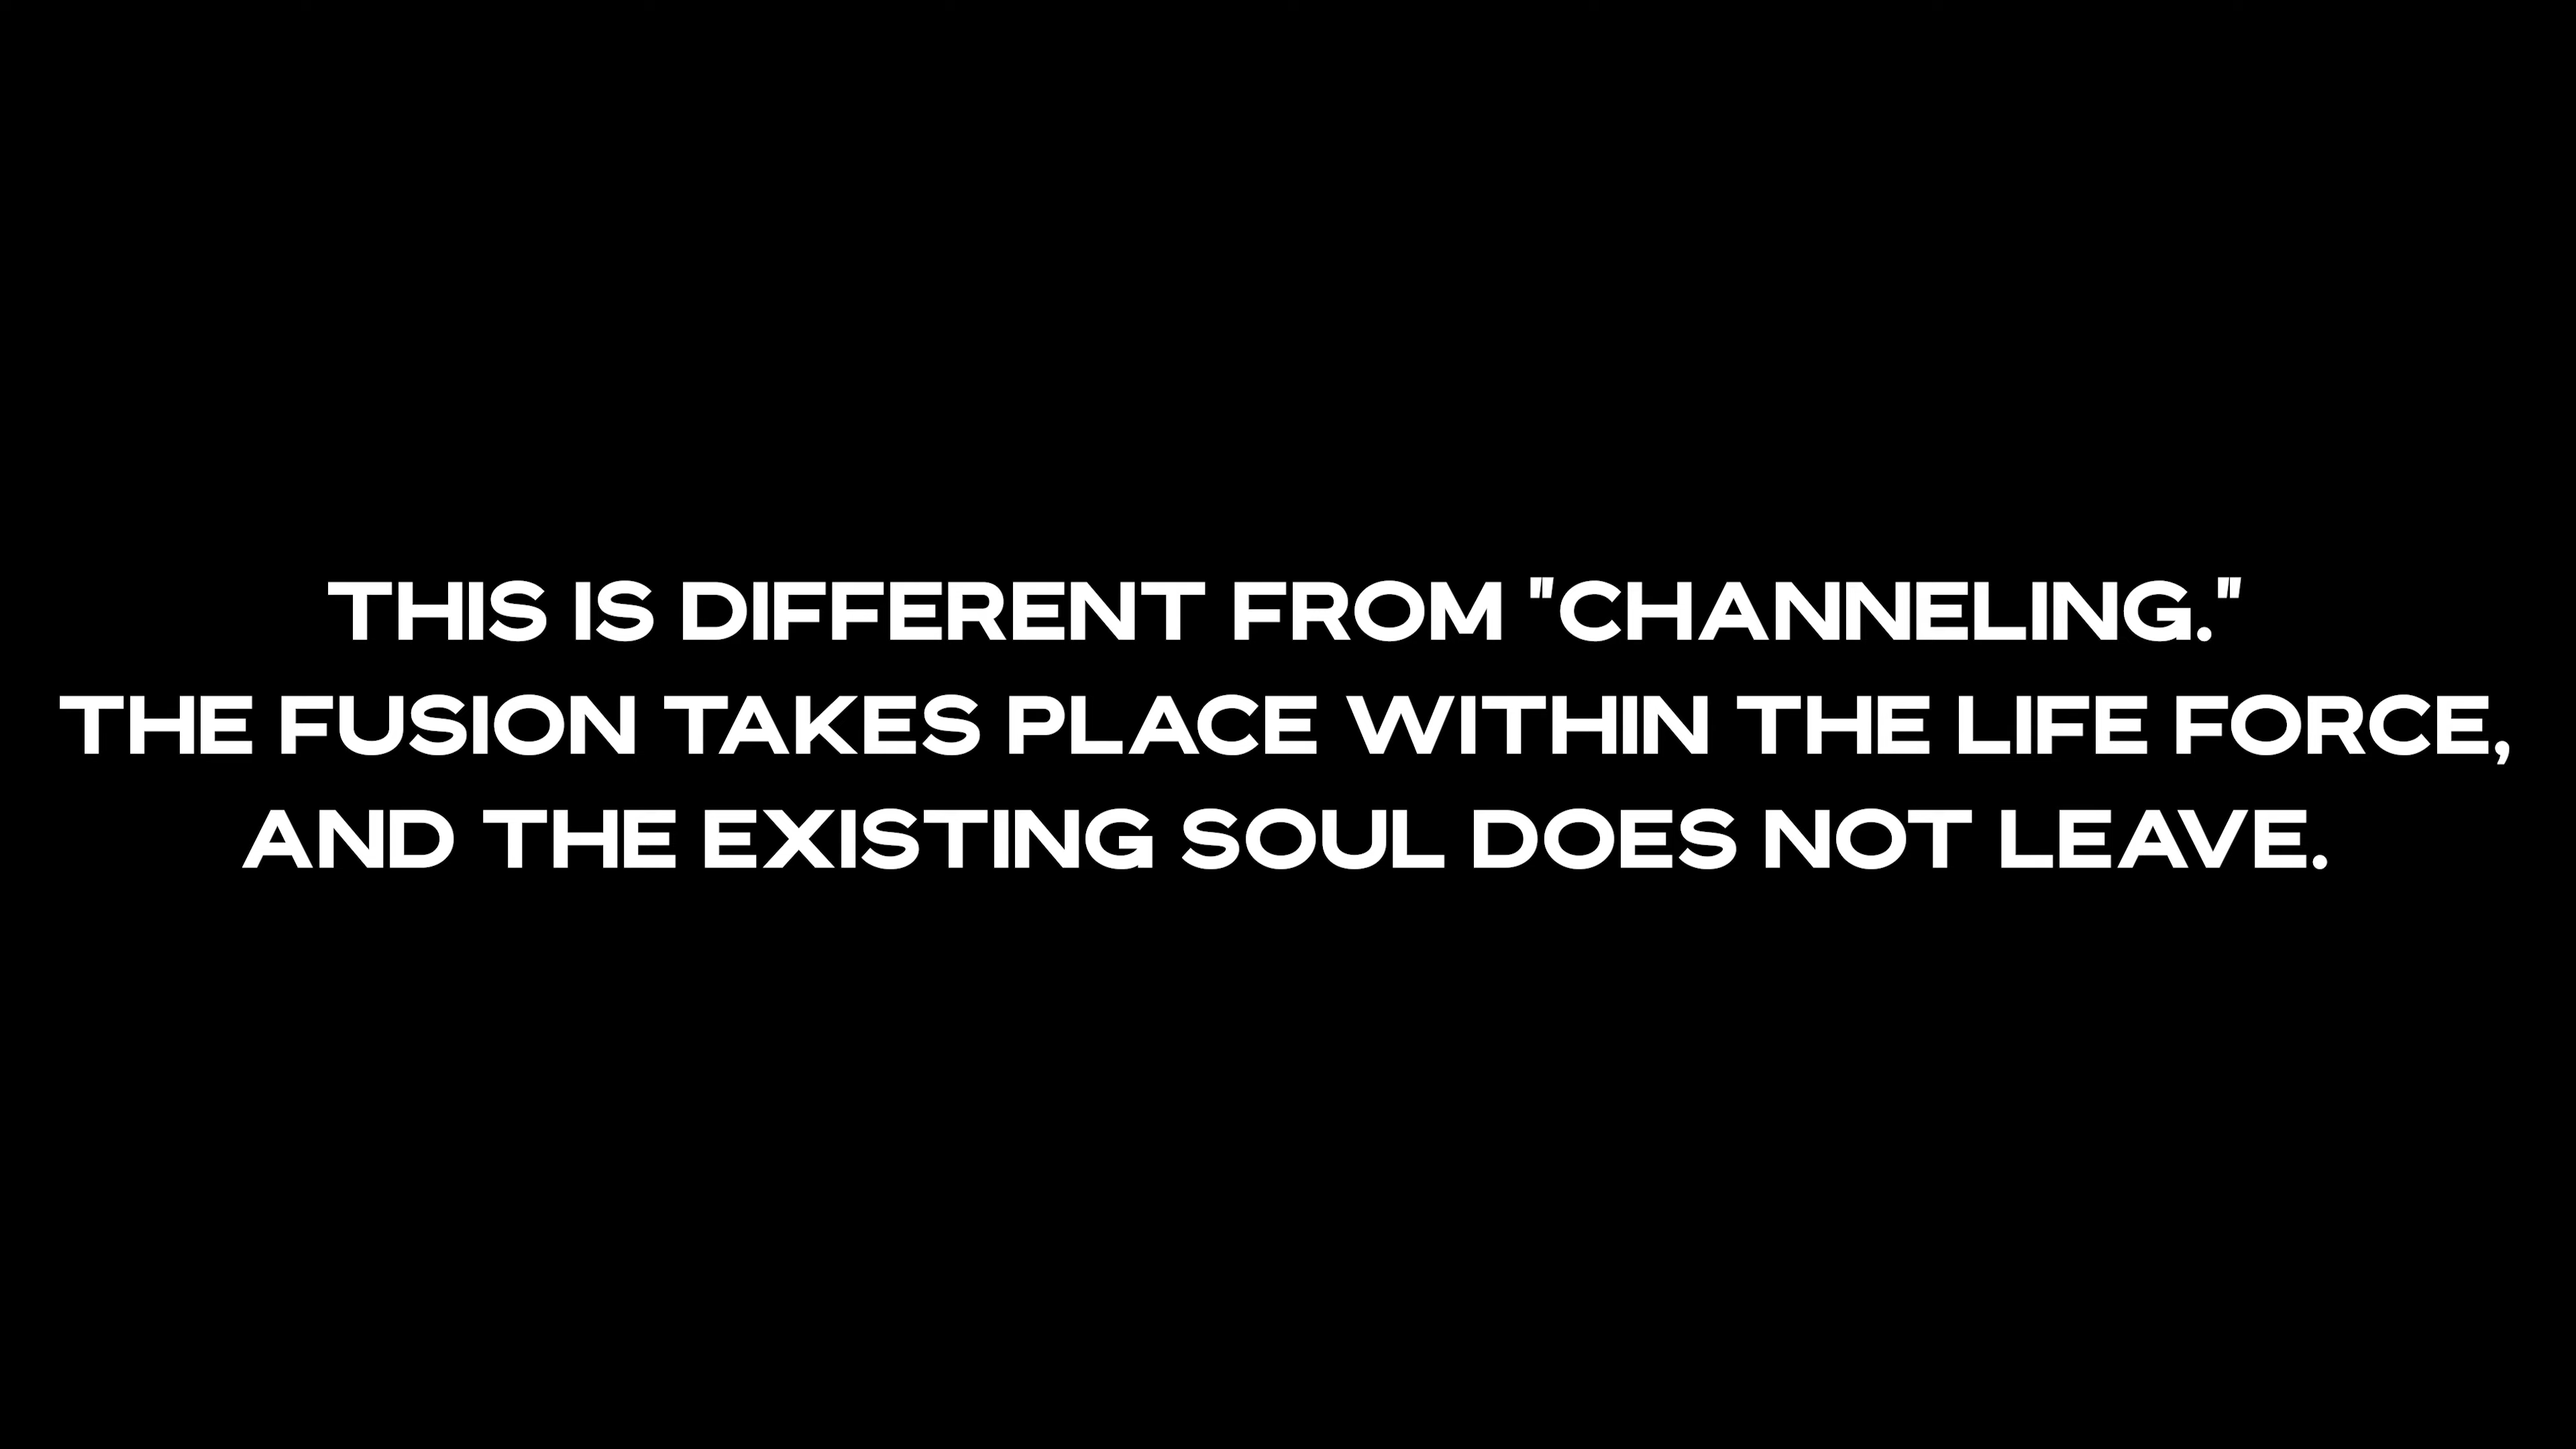 THIS IS DIFFERENT FROM "CHANNELING."
THE FUSION TAKES PLACE WITHIN THE LIFE FORCE,
AND THE EXISTING SOUL DOES NOT LEAVE.